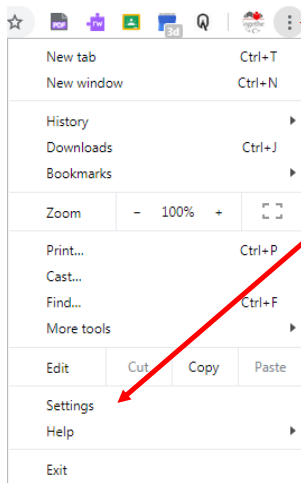 PDF rw 3d Q
New tab Ctrl+T
New window Ctrl+N
History
Downloads Ctrl+J
Bookmarks
Zoom - 100% +
Print... Ctrl+P
Cast...
Find... Ctrl+F
More tools
Edit Cut Copy Paste
Settings
Help
Exit